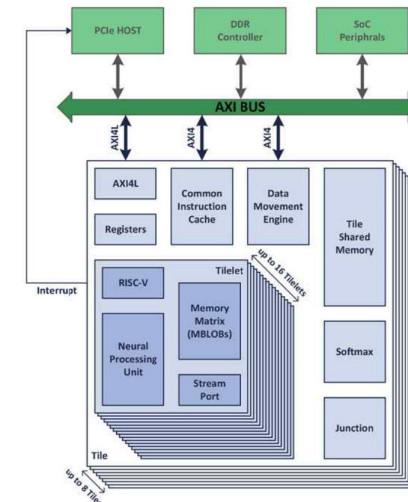 PCIe HOST
DDR
Controller
SoC
Periphrals
AXI BUS
AXI4L
AXI4
AXI4
AXI4L
Common
Instruction
Cache
Data
Movement
Engine
Tile
Shared
Memory
Registers
Interrupt
Tilelet
up to 16 Tilelets
RISC-V
Memory
Matrix
(MBLOBs)
Neural
Processing
Unit
Stream
Port
Softmax
Junction
Tile
up to 8 Tiles